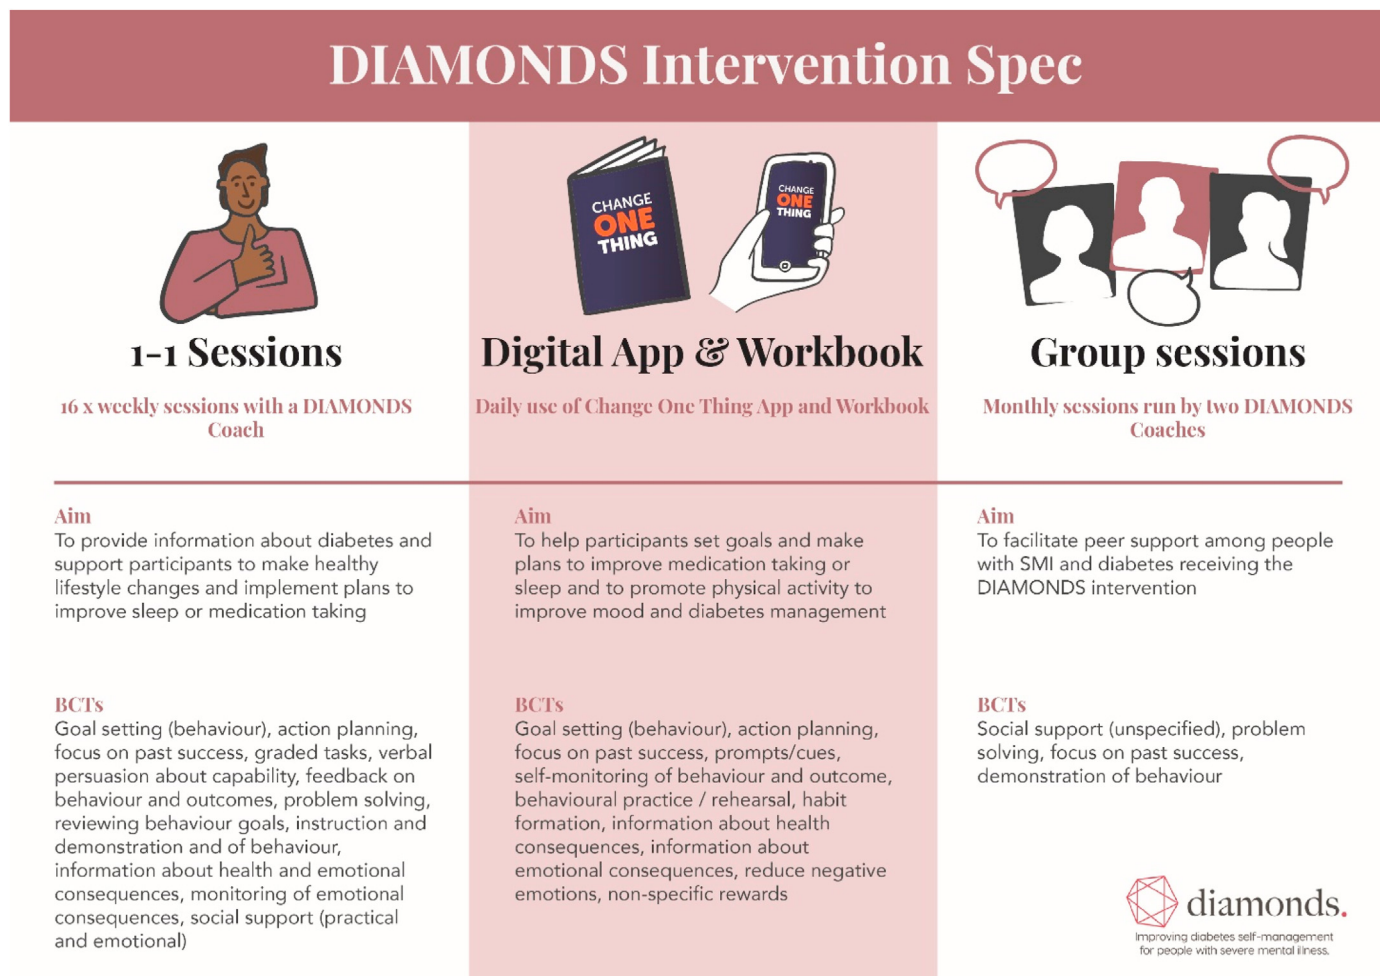 DIAMONDS Intervention Spec
CHANGE
ONE
THING
CHANGE
ONE
THING
1-1 Sessions
16 x weekly sessions with a DIAMONDS
Coach
Aim
To provide information about diabetes and
support participants to make healthy
lifestyle changes and implement plans to
improve sleep or medication taking
BCTs
Goal setting (behaviour), action planning,
focus on past success, graded tasks, verbal
persuasion about capability, feedback on
behaviour and outcomes, problem solving,
reviewing behaviour goals, instruction and
demonstration and of behaviour,
information about health and emotional
consequences, monitoring of emotional
consequences, social support (practical
and emotional)
Digital App & Workbook
Daily use of Change One Thing App and Workbook
Aim
To help participants set goals and make
plans to improve medication taking or
sleep and to promote physical activity to
improve mood and diabetes management
BCTs
Goal setting (behaviour), action planning,
focus on past success, prompts/cues,
self-monitoring of behaviour and outcome,
behavioural practice / rehearsal, habit
formation, information about health
consequences, information about
emotional consequences, reduce negative
emotions, non-specific rewards
Group sessions
Monthly sessions run by two DIAMONDS
Coaches
Aim
To facilitate peer support among people
with SMI and diabetes receiving the
DIAMONDS intervention
BCTs
Social support (unspecified), problem
solving, focus on past success,
demonstration of behaviour
diamonds.
Improving diabetes self-management
for people with severe mental illness.